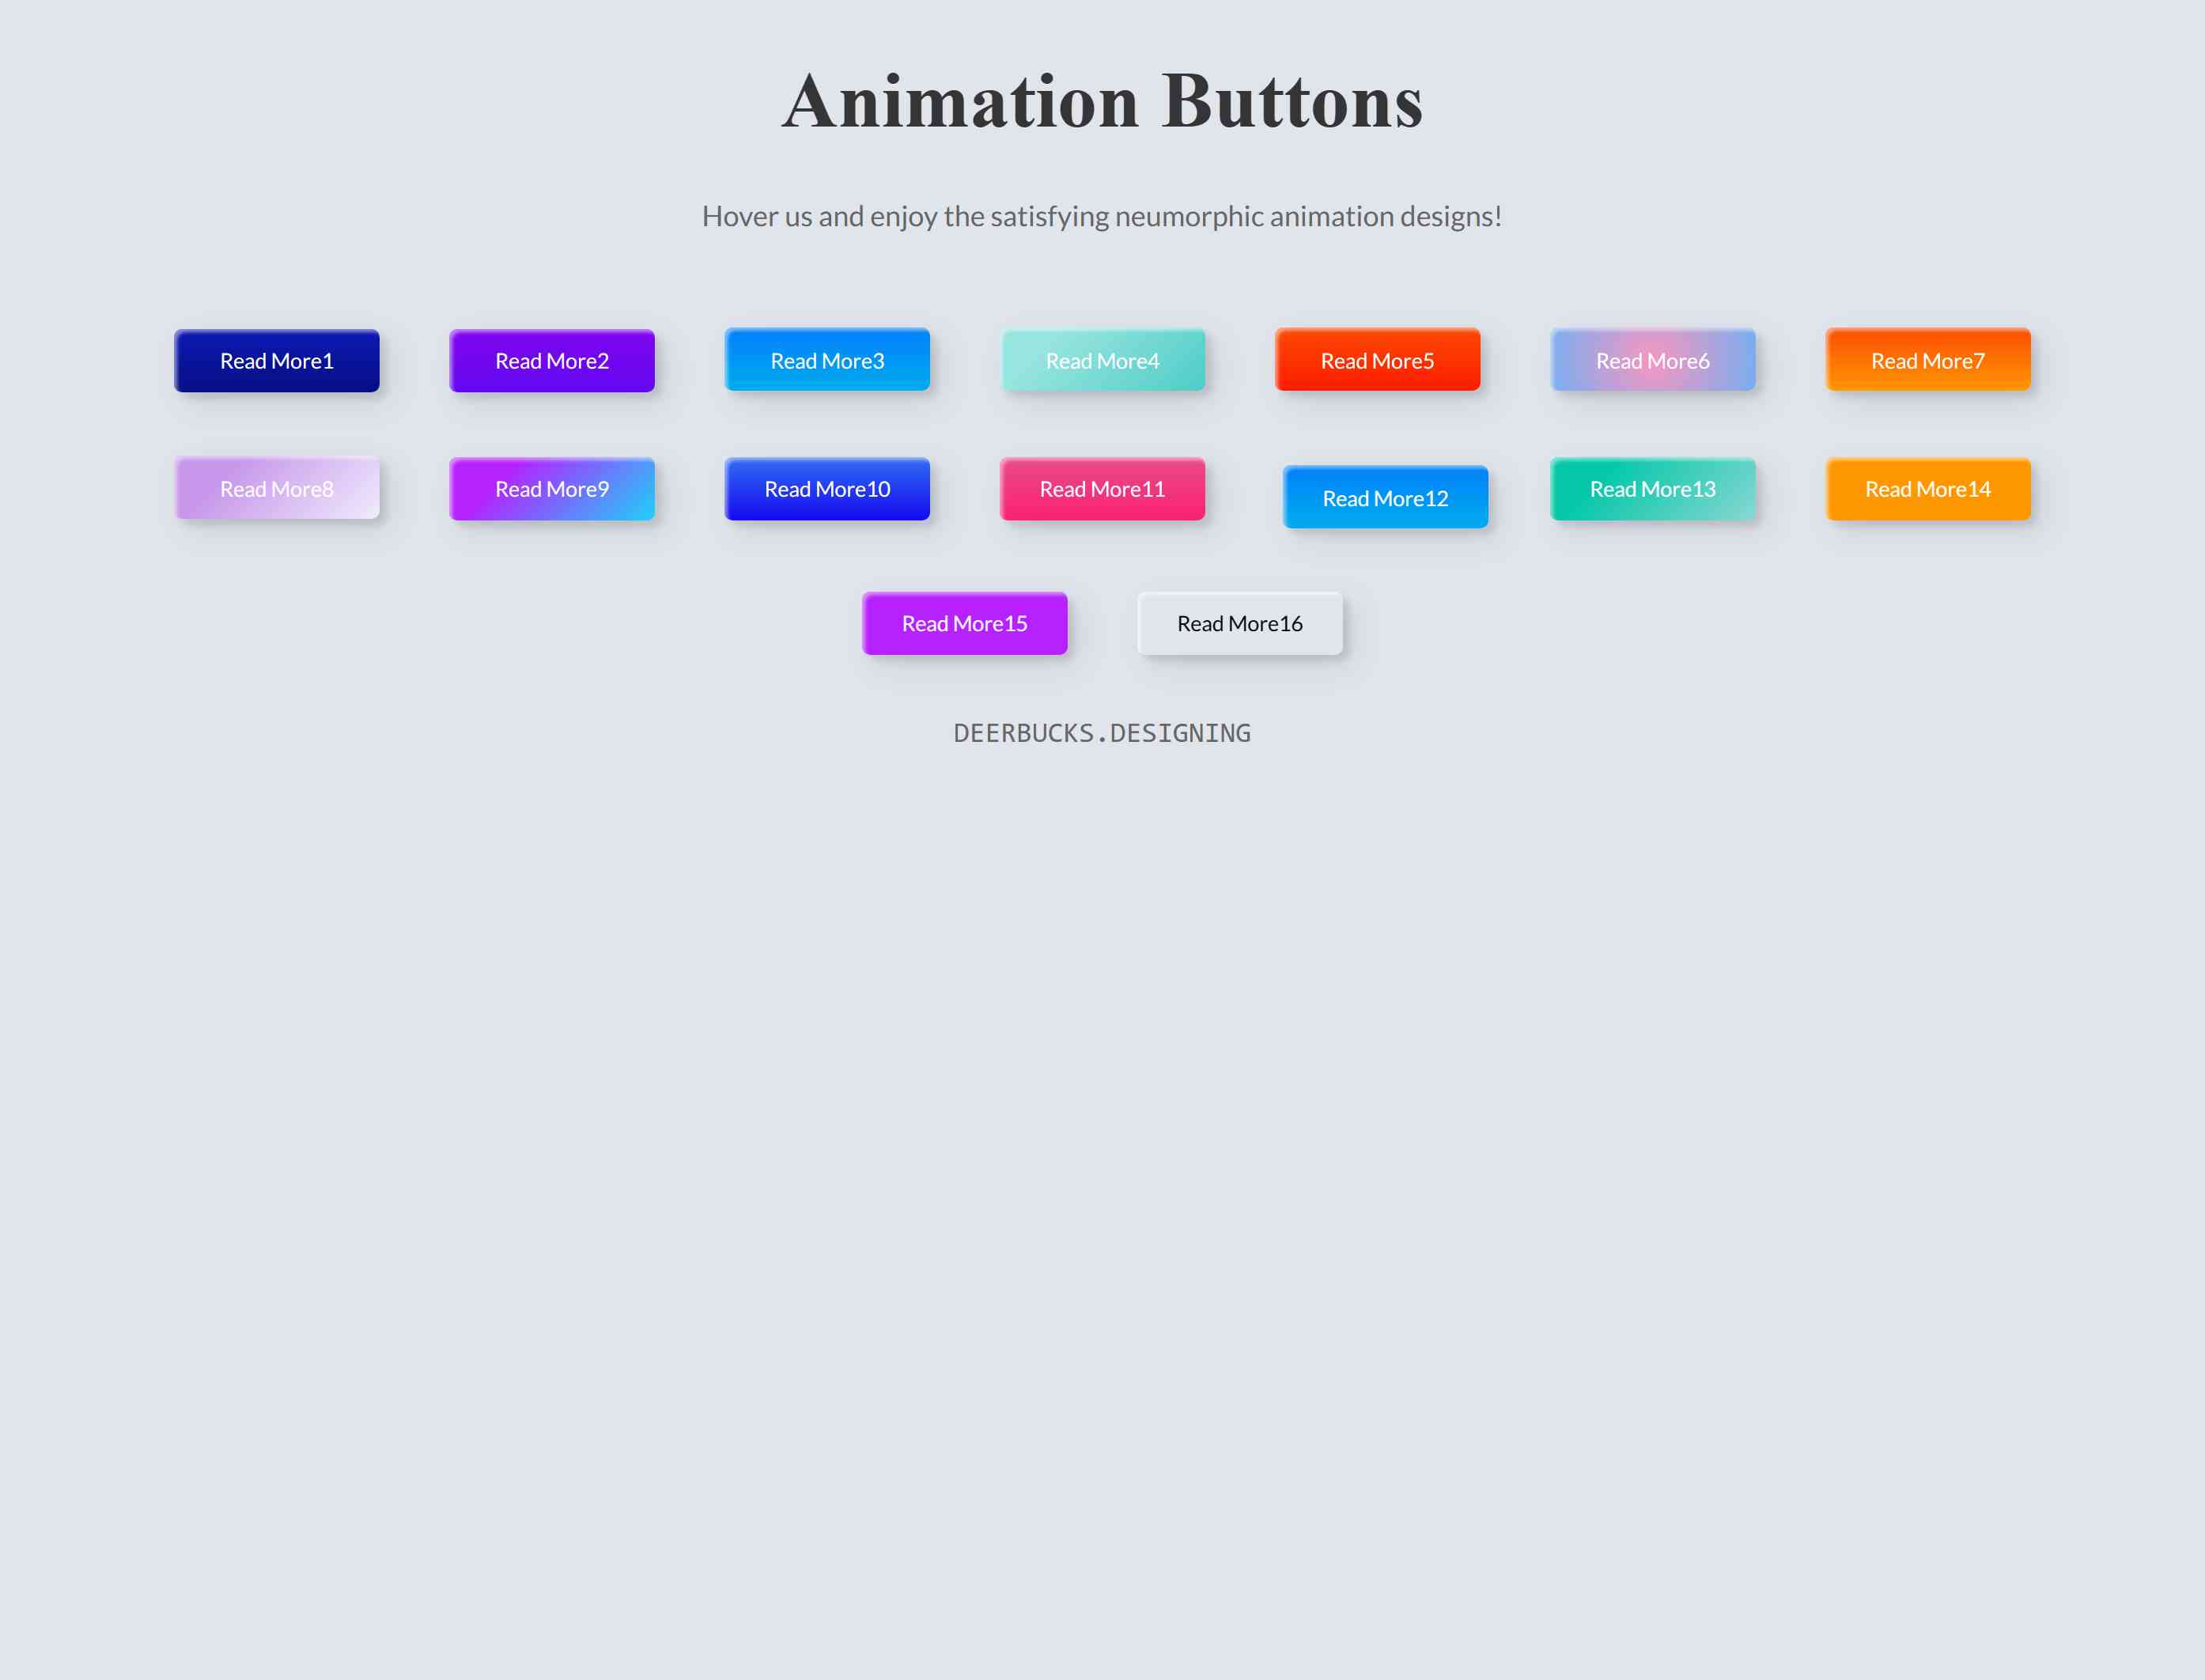 Animation Buttons
Hover us and enjoy the satisfying neumorphic animation designs!
Read More1 Read More2 Read More3 Read More4 Read More5 Read More6 Read More7
Read More8 Read More9 Read More10 Read More11 Read More12 Read More13 Read More14
Read More15 Read More16
DEERBUCKS.DESIGNING